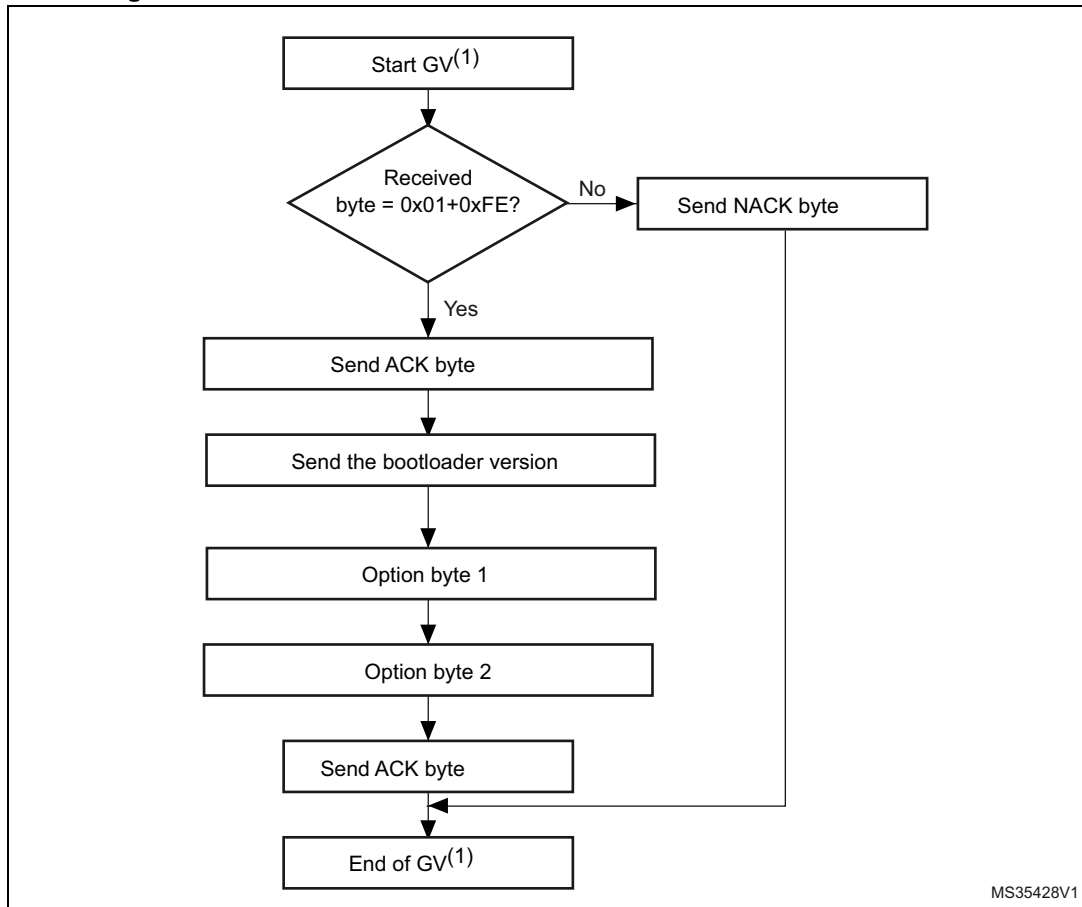 Start GV(1)
Received
byte = 0x01+0xFE?
No
Send NACK byte
Yes
Send ACK byte
Send the bootloader version
Option byte 1
Option byte 2
Send ACK byte
End of GV(1)
MS35428V1